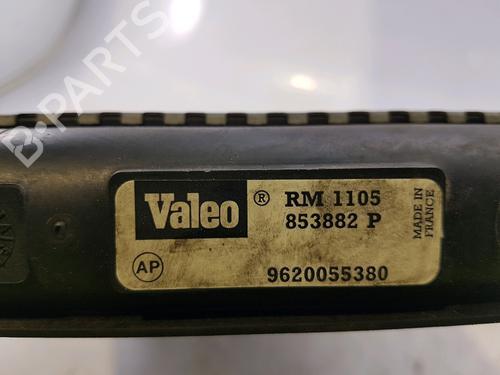 B-PARTS
Valeo ® RM 1105
853882 P
AP
9620055380
MADE IN
FRANCE